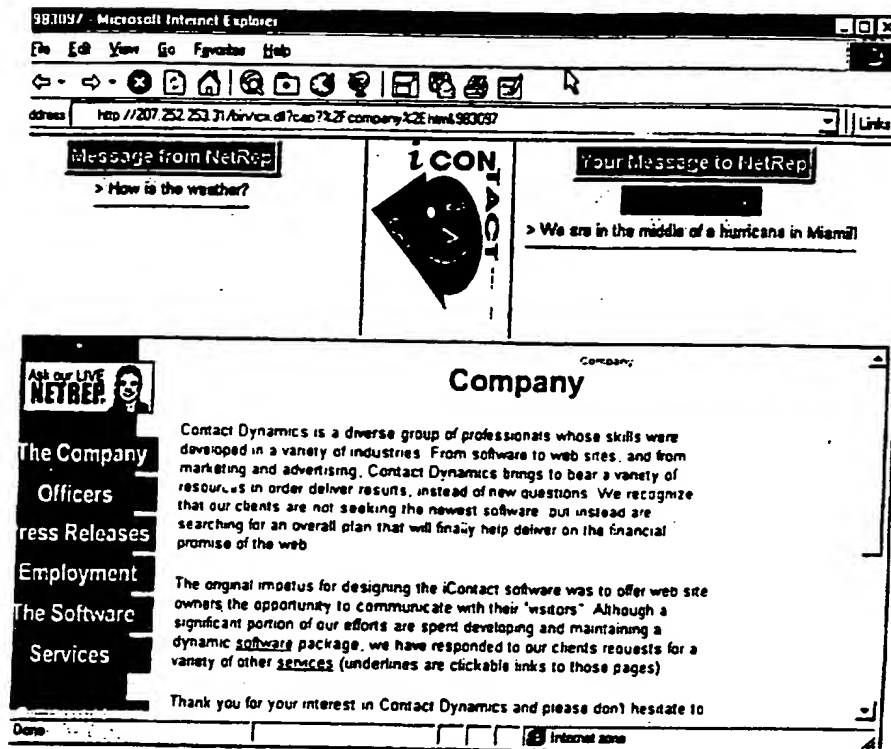 983097 - Microsoft Internet Explorer
File Edit View Go Favorites Help
ddress http //207 252 253.31/bin/icx.dll?cap?%2F company%2E html,983097 Links
Message from NetRep
> How is the weather?
i CONTACT
Your Message to NetRep
> We are in the middle of a hurricane in Miami!!
Ask our LIVE
NETREP.
The Company
Officers
ress Releases
Employment
The Software
Services
Company
Company
Contact Dynamics is a diverse group of professionals whose skills were
developed in a variety of industries. From software to web sites, and from
marketing and advertising, Contact Dynamics brings to bear a variety of
resources in order deliver results, instead of new questions. We recognize
that our clients are not seeking the newest software, but instead are
searching for an overall plan that will finally help deliver on the financial
promise of the web
The original impetus for designing the iContact software was to offer web site
owners the opportunity to communicate with their "visitors" Although a
significant portion of our efforts are spent developing and maintaining a
dynamic software package, we have responded to our clients requests for a
variety of other services (underlines are clickable links to those pages)
Thank you for your interest in Contact Dynamics and please don't hesitate to
Done
Internet zone